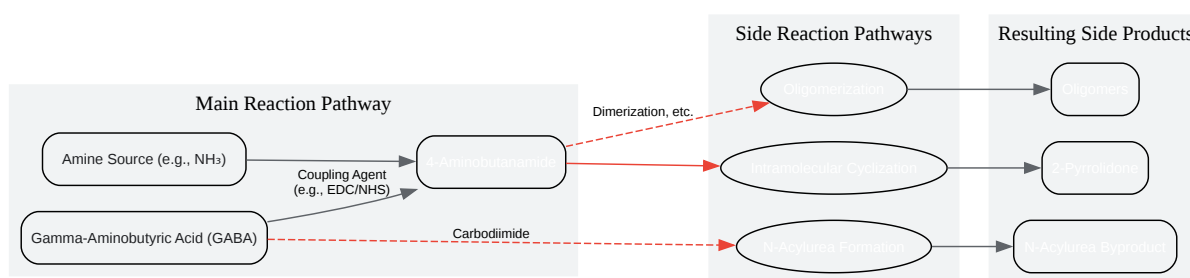 Side Reaction Pathways
Resulting Side Products
Main Reaction Pathway
Oligomerization
Oligomers
Dimerization, etc.
Amine Source (e.g., NH₃)
4-Aminobutanamide
Intramolecular Cyclization
2-Pyrrolidone
Coupling Agent
(e.g., EDC/NHS)
Gamma-Aminobutyric Acid (GABA)
Carbodiimide
N-Acylurea Formation
N-Acylurea Byproduct